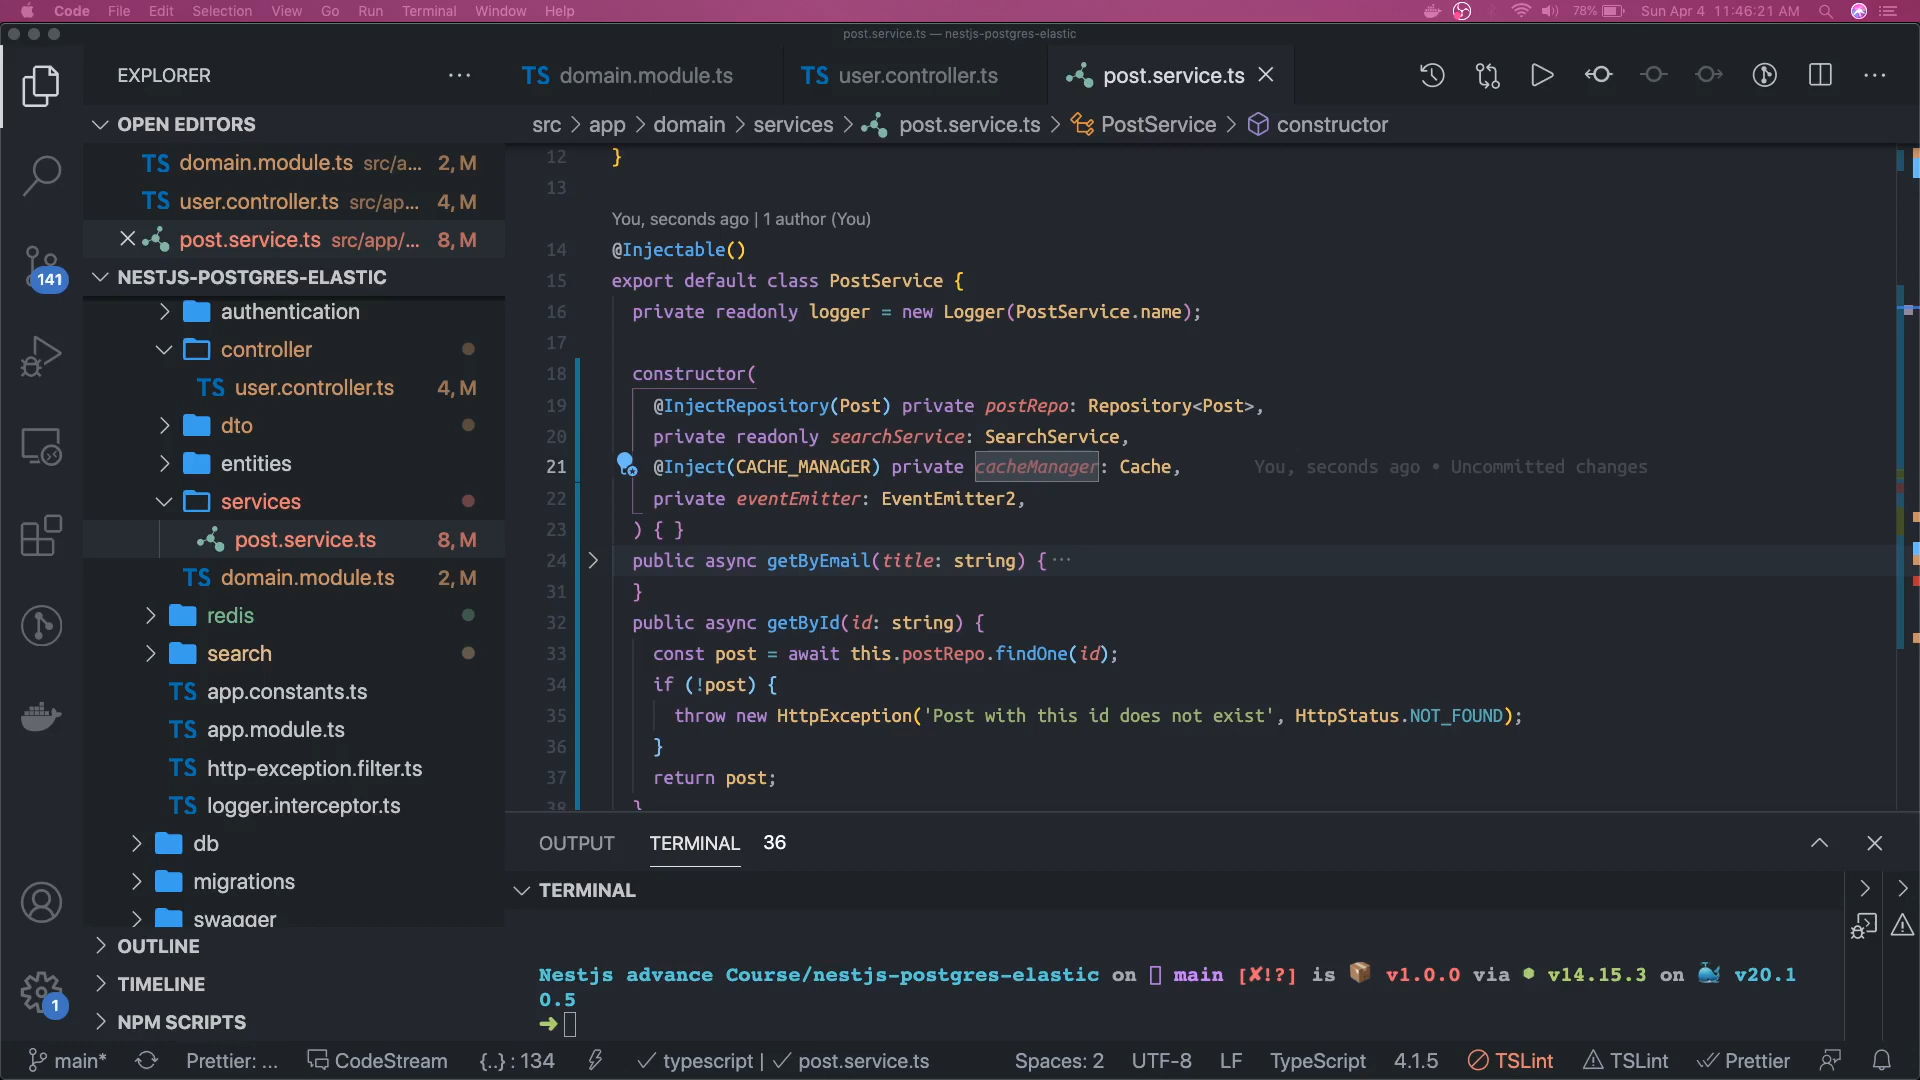 Code File Edit Selection View Go Run Terminal Window Help 78% Sun Apr 4 11:46:21 AM
post.service.ts — nestjs-postgres-elastic
EXPLORER ···
TS domain.module.ts TS user.controller.ts post.service.ts
src > app > domain > services > post.service.ts > PostService > constructor
OPEN EDITORS
TS domain.module.ts src/a... 2, M
TS user.controller.ts src/ap... 4, M
post.service.ts src/app/... 8, M
NESTJS-POSTGRES-ELASTIC
141
authentication
controller
TS user.controller.ts 4, M
dto
entities
services
post.service.ts 8, M
TS domain.module.ts 2, M
redis
search
TS app.constants.ts
TS app.module.ts
TS http-exception.filter.ts
TS logger.interceptor.ts
db
migrations
swagger
OUTLINE
TIMELINE
NPM SCRIPTS
1
12 }
13
You, seconds ago | 1 author (You)
14 @Injectable()
15 export default class PostService {
16 private readonly logger = new Logger(PostService.name);
17
18 constructor(
19 @InjectRepository(Post) private postRepo: Repository<Post>,
20 private readonly searchService: SearchService,
21 @Inject(CACHE_MANAGER) private cacheManager: Cache, You, seconds ago • Uncommitted changes
22 private eventEmitter: EventEmitter2,
23 ) { }
24 public async getByEmail(title: string) { ···
31 }
32 public async getById(id: string) {
33 const post = await this.postRepo.findOne(id);
34 if (!post) {
35 throw new HttpException('Post with this id does not exist', HttpStatus.NOT_FOUND);
36 }
37 return post;
38 }
OUTPUT TERMINAL 36
TERMINAL
Nestjs advance Course/nestjs-postgres-elastic on main [✘!?] is 📦 v1.0.0 via ⬢ v14.15.3 on 🐳 v20.1
0.5
➜
main* Prettier: ... CodeStream {..} : 134 ✓ typescript | ✓ post.service.ts Spaces: 2 UTF-8 LF TypeScript 4.1.5 TSLint TSLint Prettier